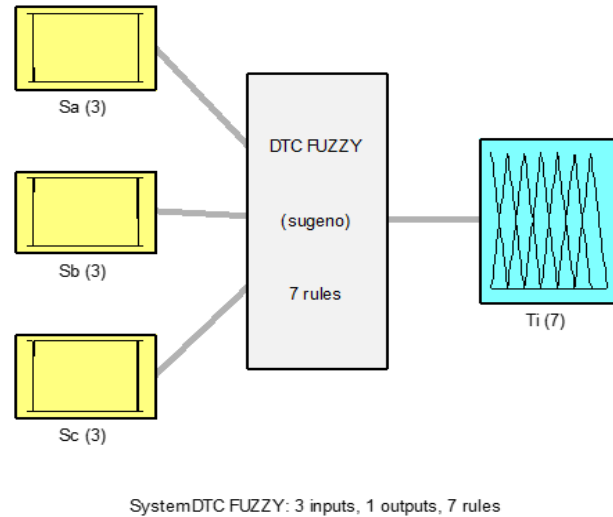 Sa (3)
DTC FUZZY
Sb (3)
(sugeno)
7 rules
Ti (7)
Sc (3)
SystemDTC FUZZY: 3 inputs, 1 outputs, 7 rules